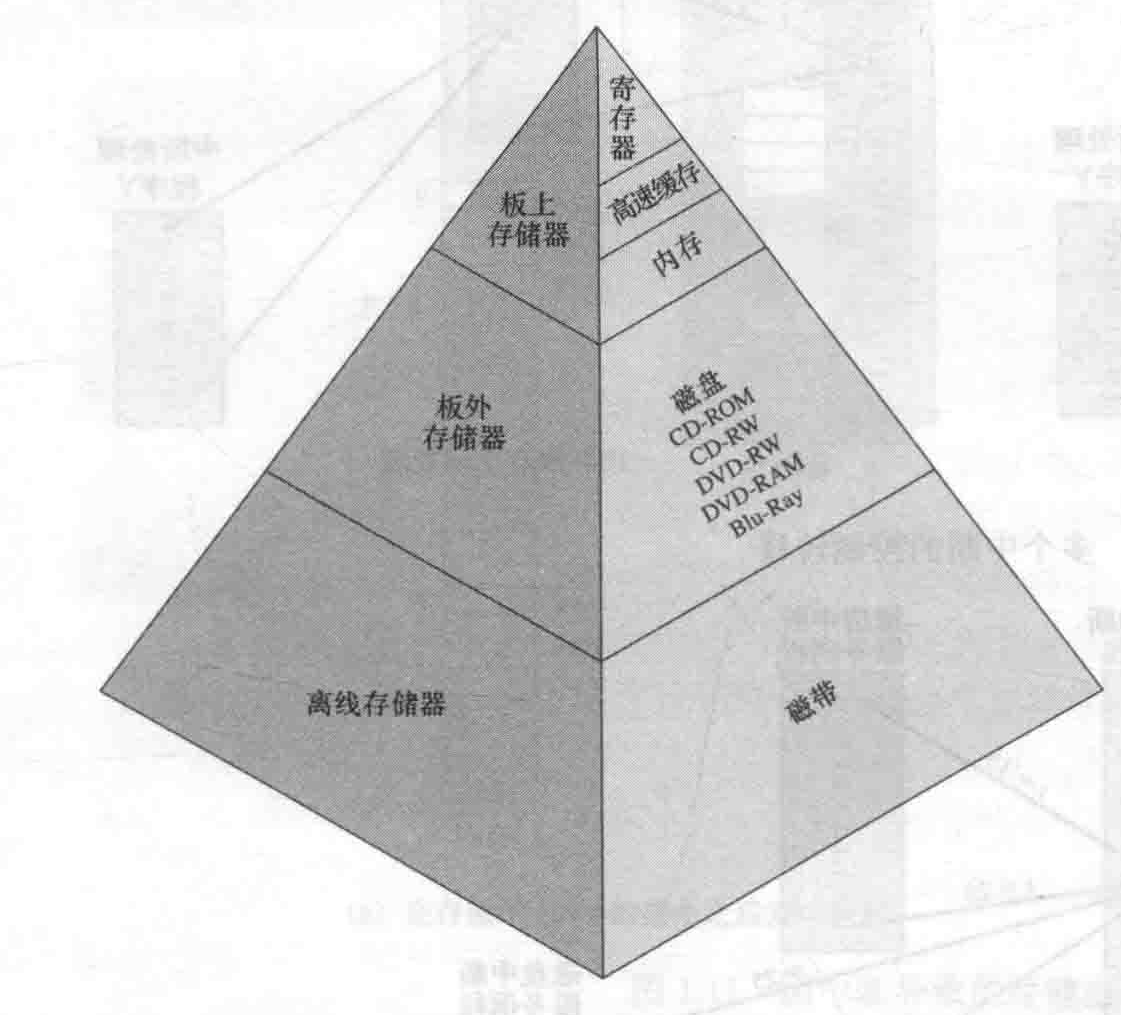 寄存器
高速缓存
内存
板上
存储器
板外
存储器
磁盘
CD-ROM
CD-RW
DVD-RW
DVD-RAM
Blu-Ray
离线存储器
磁带